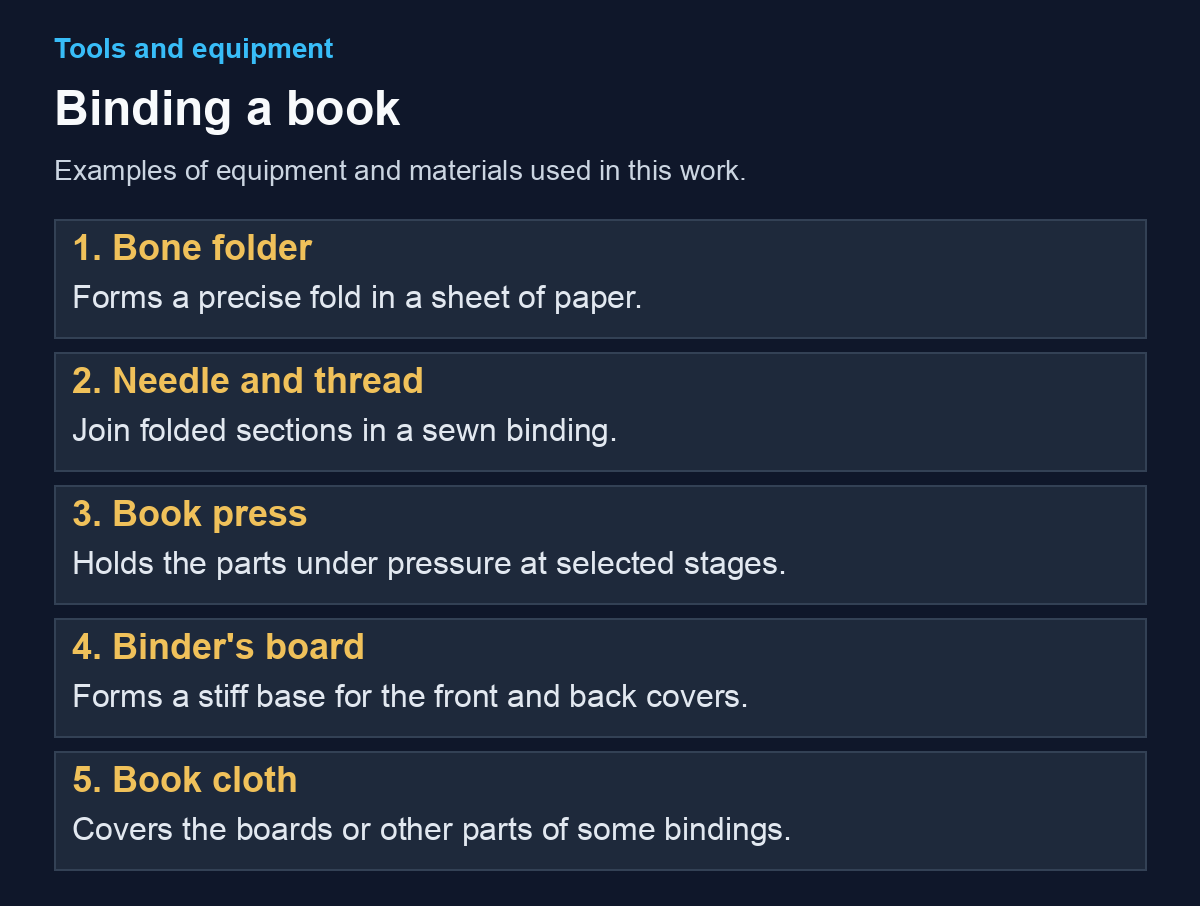 Tools and equipment
Binding a book
Examples of equipment and materials used in this work.
1. Bone folder
Forms a precise fold in a sheet of paper.
2. Needle and thread
Join folded sections in a sewn binding.
3. Book press
Holds the parts under pressure at selected stages.
4. Binder's board
Forms a stiff base for the front and back covers.
5. Book cloth
Covers the boards or other parts of some bindings.